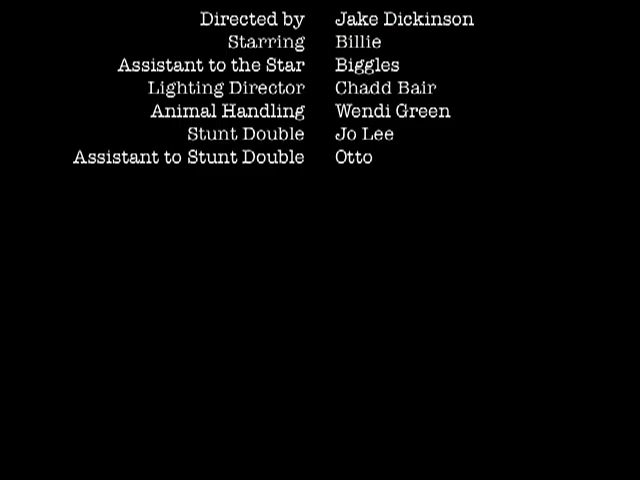 Directed by Jake Dickinson
Starring Billie
Assistant to the Star Biggles
Lighting Director Chadd Bair
Animal Handling Wendi Green
Stunt Double Jo Lee
Assistant to Stunt Double Otto